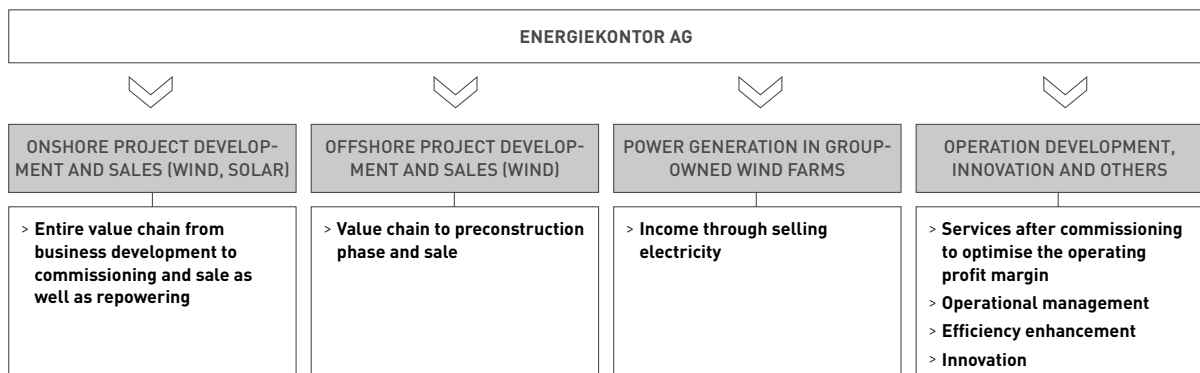 ENERGIEKONTOR AG
ONSHORE PROJECT DEVELOP-
MENT AND SALES (WIND, SOLAR)
OFFSHORE PROJECT DEVELOP-
MENT AND SALES (WIND)
POWER GENERATION IN GROUP-
OWNED WIND FARMS
OPERATION DEVELOPMENT,
INNOVATION AND OTHERS
> Entire value chain from
business development to
commissioning and sale as
well as repowering
> Value chain to preconstruction
phase and sale
> Income through selling
electricity
> Services after commissioning
to optimise the operating
profit margin
> Operational management
> Efficiency enhancement
> Innovation